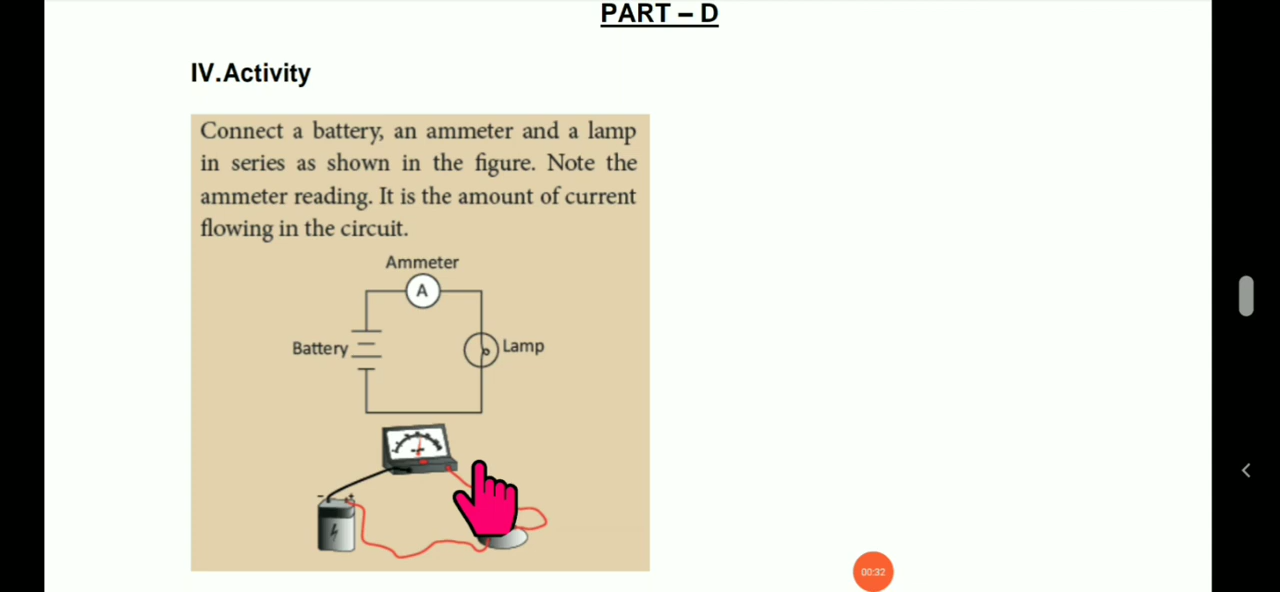 PART – D
IV.Activity
Connect a battery, an ammeter and a lamp
in series as shown in the figure. Note the
ammeter reading. It is the amount of current
flowing in the circuit.
Ammeter
A
Battery
Lamp
- +
00:32